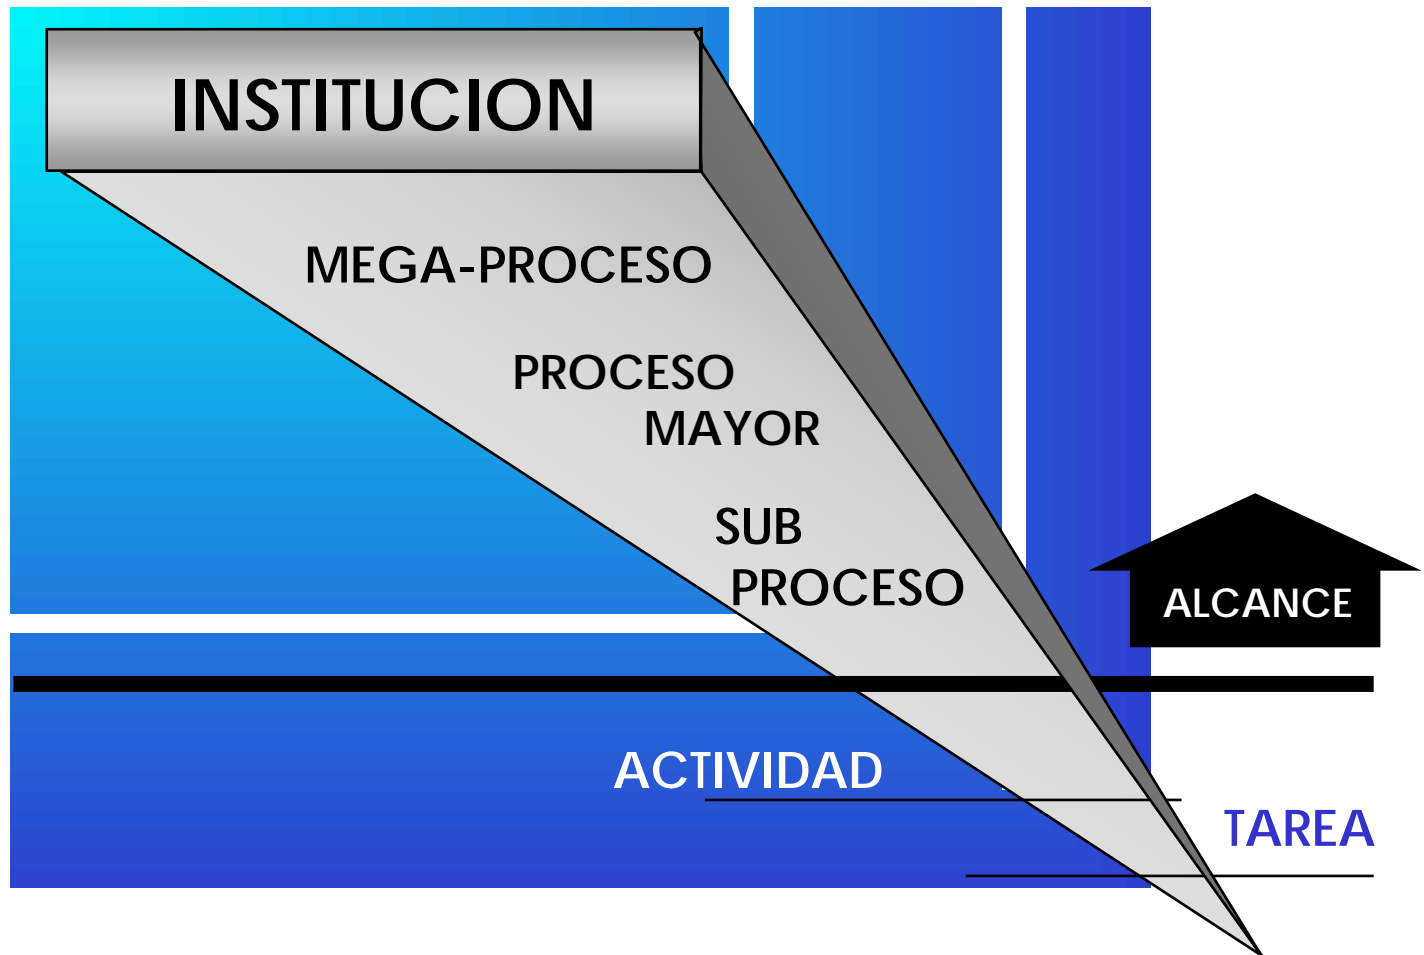 INSTITUCION
MEGA-PROCESO
PROCESO
MAYOR
SUB
PROCESO
ALCANCE
ACTIVIDAD
TAREA